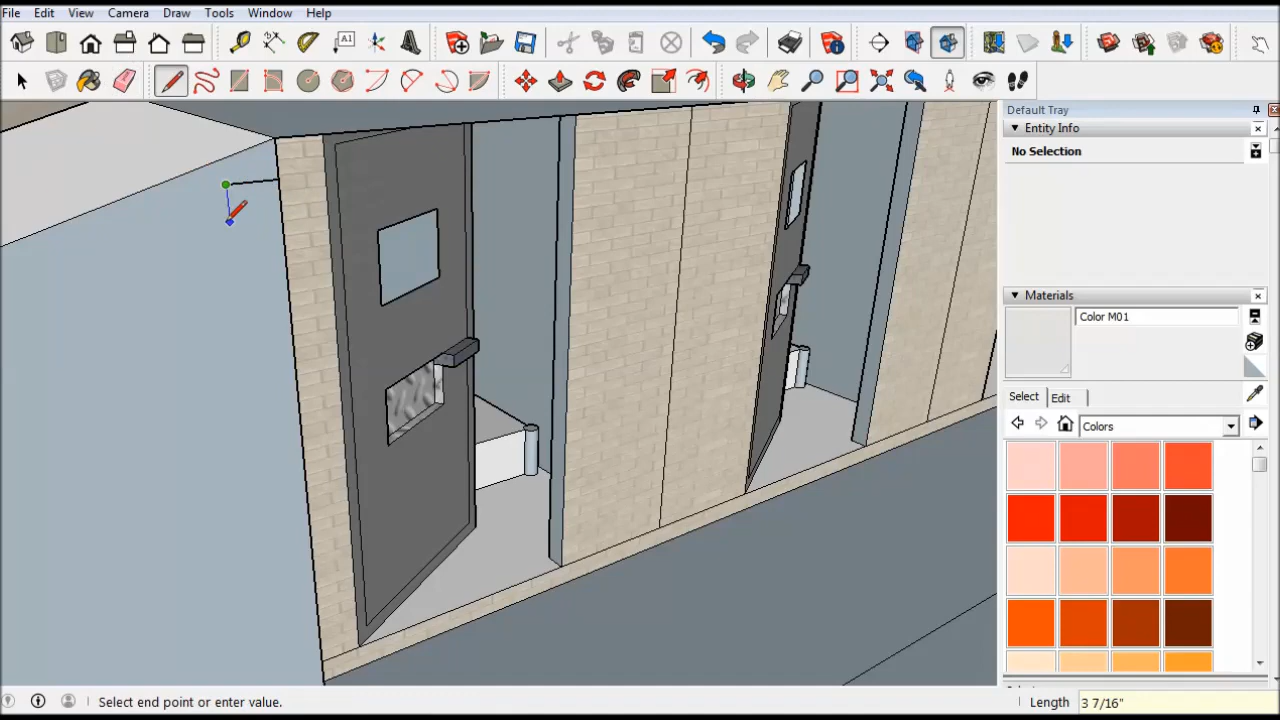 File Edit View Camera Draw Tools Window Help
A1
Default Tray
Entity Info
No Selection
Materials
Color M01
Select Edit
Colors
Select end point or enter value.
Length 3 7/16"